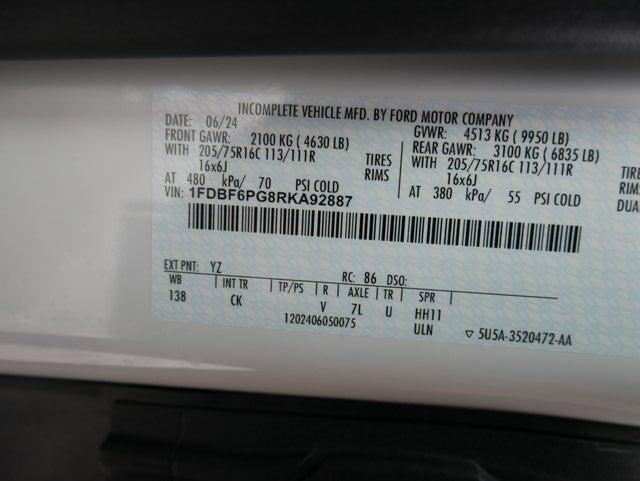 INCOMPLETE VEHICLE MFD. BY FORD MOTOR COMPANY
DATE: 06/24 GVWR: 4513 KG ( 9950 LB)
FRONT GAWR: 2100 KG ( 4630 LB) REAR GAWR: 3100 KG ( 6835 LB)
WITH 205/75R16C 113/111R TIRES WITH 205/75R16C 113/111R TIRES
16x6J RIMS 16x6J RIMS
AT 480 kPa/ 70 PSI COLD AT 380 kPa/ 55 PSI COLD
VIN: 1FDBF6PG8RKA92887
EXT PNT: YZ RC: 86 DSO:
WB INT TR TP/PS R AXLE TR SPR
138 CK V 7L U HH11
1202406050075 ULN ▽ 5U5A-3520472-AA